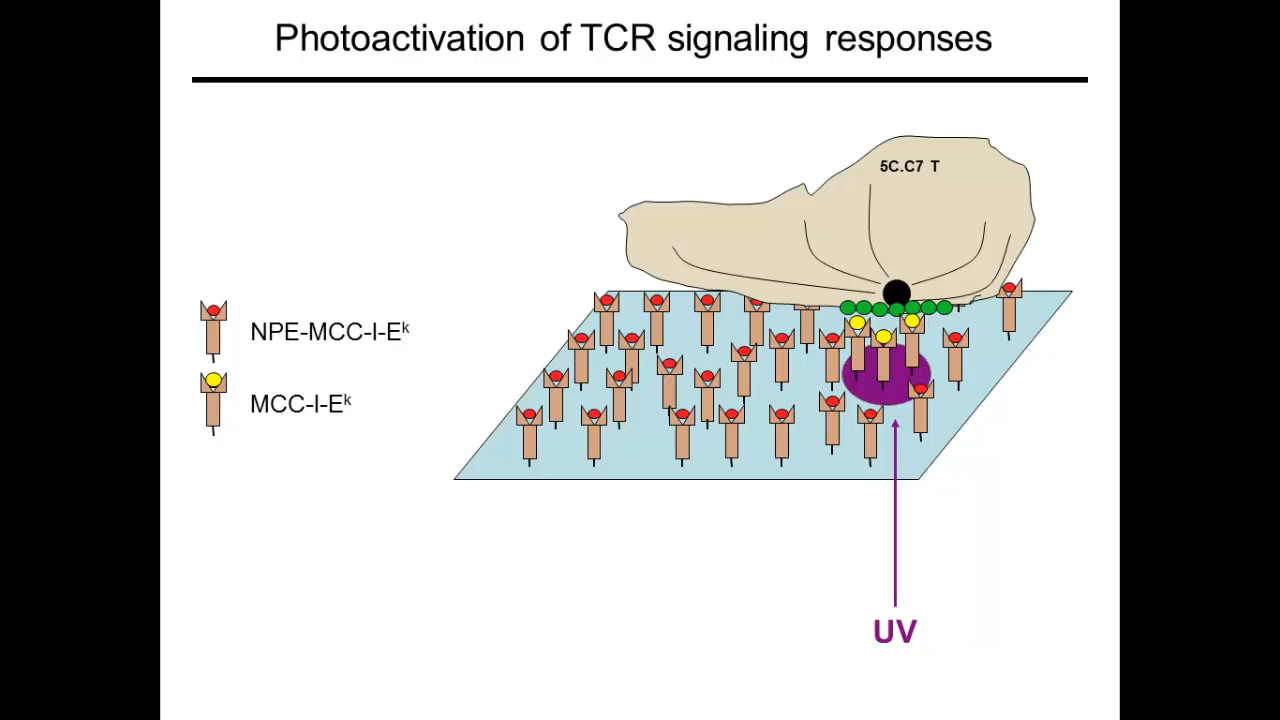 Photoactivation of TCR signaling responses
5C.C7 T
NPE-MCC-I-Eᵏ
MCC-I-Eᵏ
UV